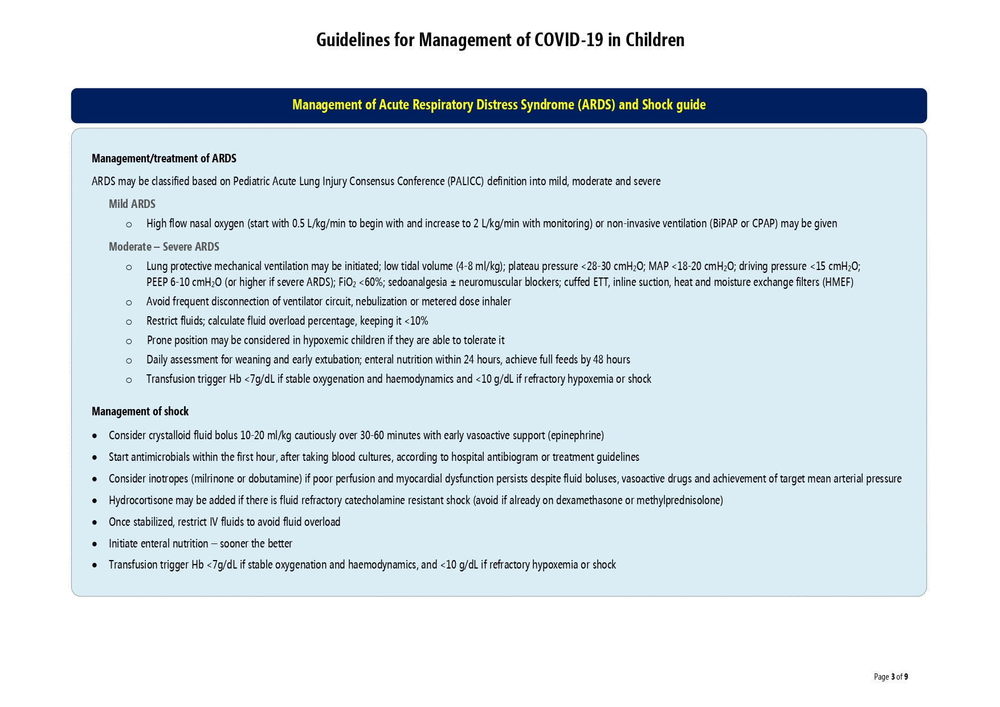 Guidelines for Management of COVID-19 in Children
Management of Acute Respiratory Distress Syndrome (ARDS) and Shock guide
Management/treatment of ARDS
ARDS may be classified based on Pediatric Acute Lung Injury Consensus Conference (PALICC) definition into mild, moderate and severe
Mild ARDS
o High flow nasal oxygen (start with 0.5 L/kg/min to begin with and increase to 2 L/kg/min with monitoring) or non-invasive ventilation (BiPAP or CPAP) may be given
Moderate – Severe ARDS
o Lung protective mechanical ventilation may be initiated; low tidal volume (4-8 ml/kg); plateau pressure <28-30 cmH₂O; MAP <18-20 cmH₂O; driving pressure <15 cmH₂O;
PEEP 6-10 cmH₂O (or higher if severe ARDS); FiO₂ <60%; sedoanalgesia ± neuromuscular blockers; cuffed ETT, inline suction, heat and moisture exchange filters (HMEF)
o Avoid frequent disconnection of ventilator circuit, nebulization or metered dose inhaler
o Restrict fluids; calculate fluid overload percentage, keeping it <10%
o Prone position may be considered in hypoxemic children if they are able to tolerate it
o Daily assessment for weaning and early extubation; enteral nutrition within 24 hours, achieve full feeds by 48 hours
o Transfusion trigger Hb <7g/dL if stable oxygenation and haemodynamics and <10 g/dL if refractory hypoxemia or shock
Management of shock
• Consider crystalloid fluid bolus 10-20 ml/kg cautiously over 30-60 minutes with early vasoactive support (epinephrine)
• Start antimicrobials within the first hour, after taking blood cultures, according to hospital antibiogram or treatment guidelines
• Consider inotropes (milrinone or dobutamine) if poor perfusion and myocardial dysfunction persists despite fluid boluses, vasoactive drugs and achievement of target mean arterial pressure
• Hydrocortisone may be added if there is fluid refractory catecholamine resistant shock (avoid if already on dexamethasone or methylprednisolone)
• Once stabilized, restrict IV fluids to avoid fluid overload
• Initiate enteral nutrition – sooner the better
• Transfusion trigger Hb <7g/dL if stable oxygenation and haemodynamics, and <10 g/dL if refractory hypoxemia or shock
Page 3 of 9